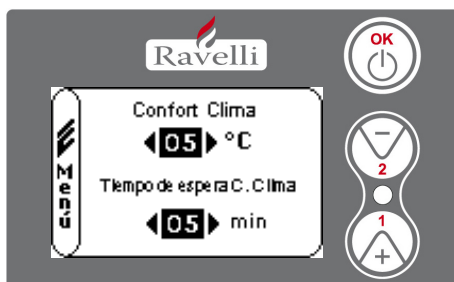 Ravelli
OK
Confort Clima
05 °C
Tiempo de espera C. Clima
05 min
Menú
−
2
1
+